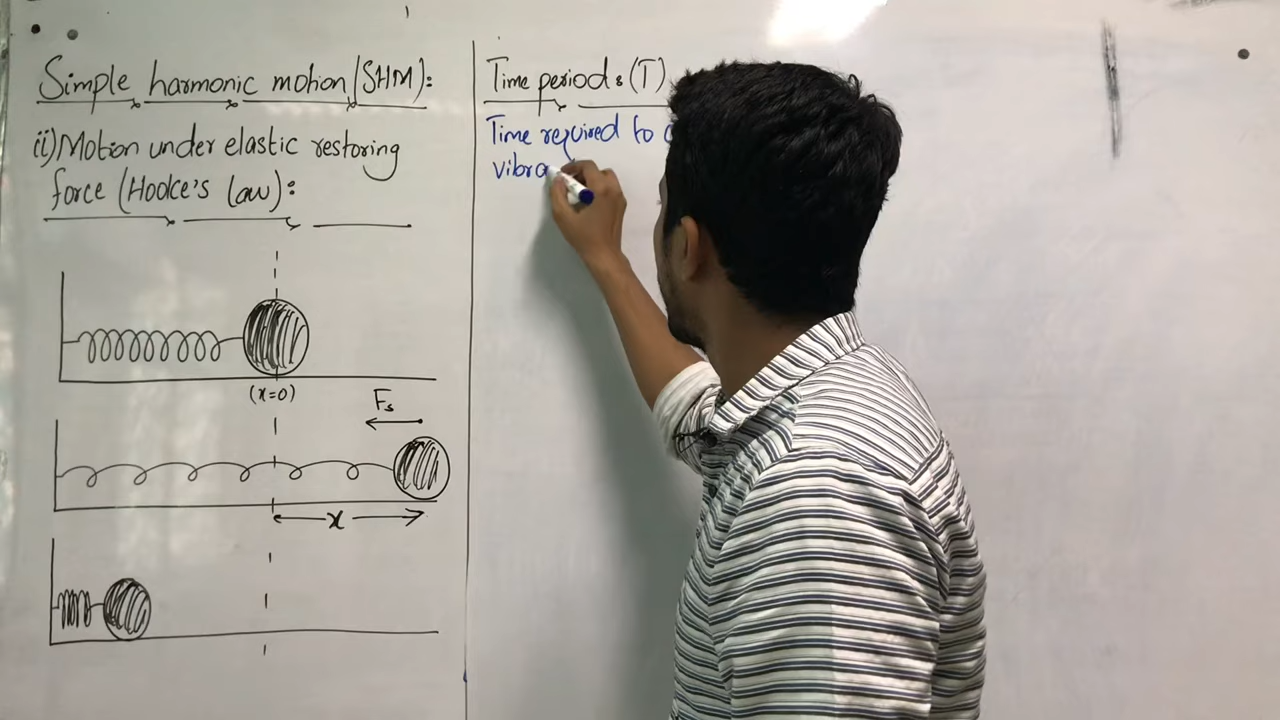 Simple harmonic motion (SHM):
ii) Motion under elastic restoring
force (Hooke's law):
(x=0)
Fs
x
Time period: (T)
Time required to
vibra